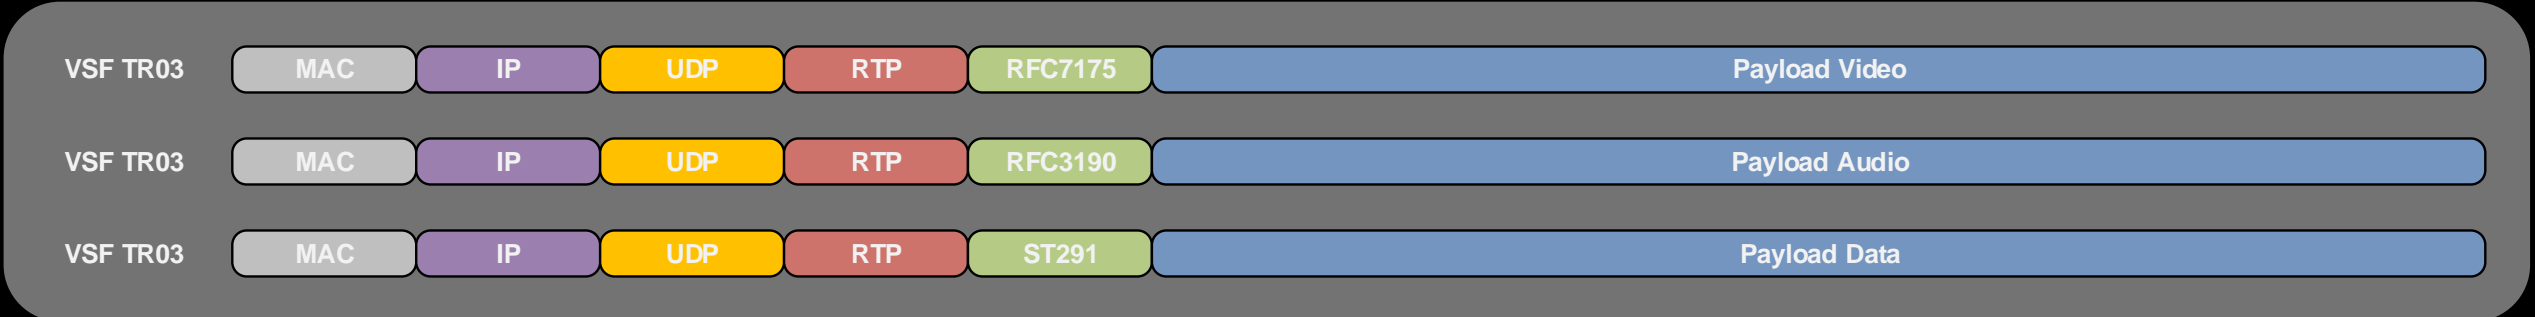 VSF TR03 MAC IP UDP RTP RFC7175 Payload Video
VSF TR03 MAC IP UDP RTP RFC3190 Payload Audio
VSF TR03 MAC IP UDP RTP ST291 Payload Data